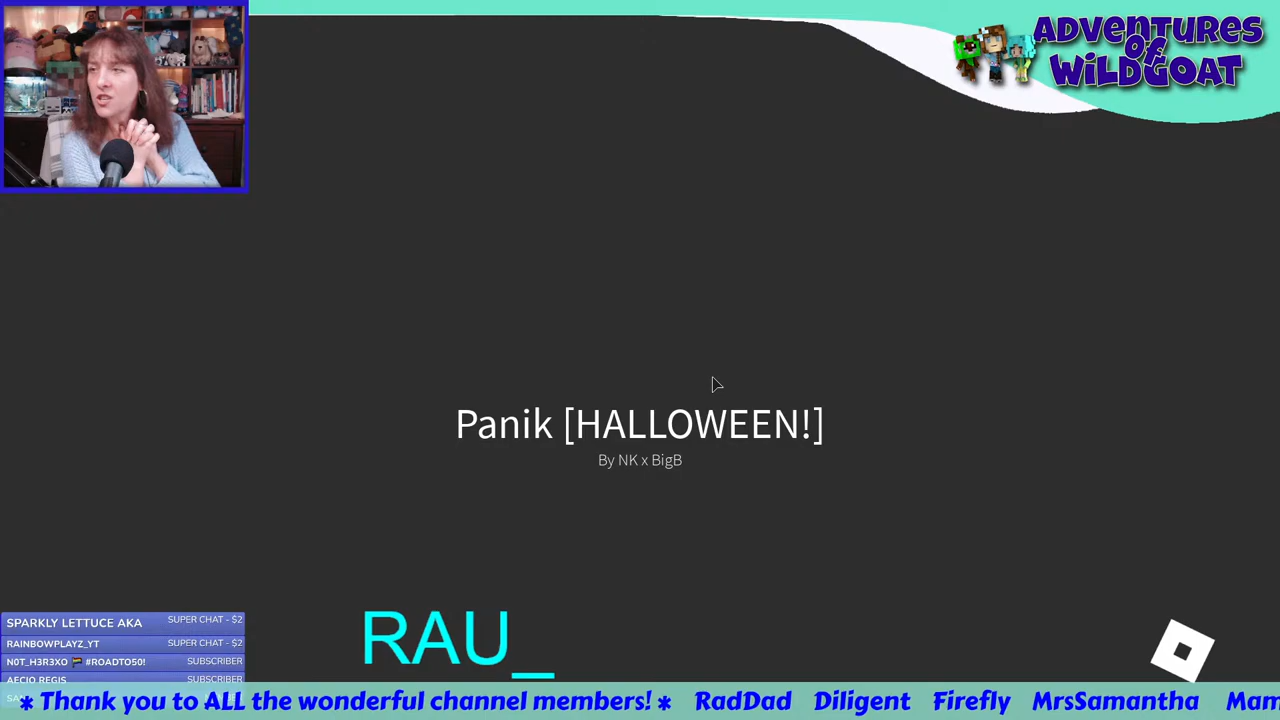 ADVENTURES
OF
WILDGOAT
Panik [HALLOWEEN!]
By NK x BigB
RAU_
SPARKLY LETTUCE AKA SUPER CHAT - $2
RAINBOWPLAYZ_YT SUPER CHAT - $2
N0T_H3R3XO 🏴 #ROADTO50! SUBSCRIBER
AECIO REGIS SUBSCRIBER
* Thank you to ALL the wonderful channel members! * RadDad Diligent Firefly MrsSamantha Mam